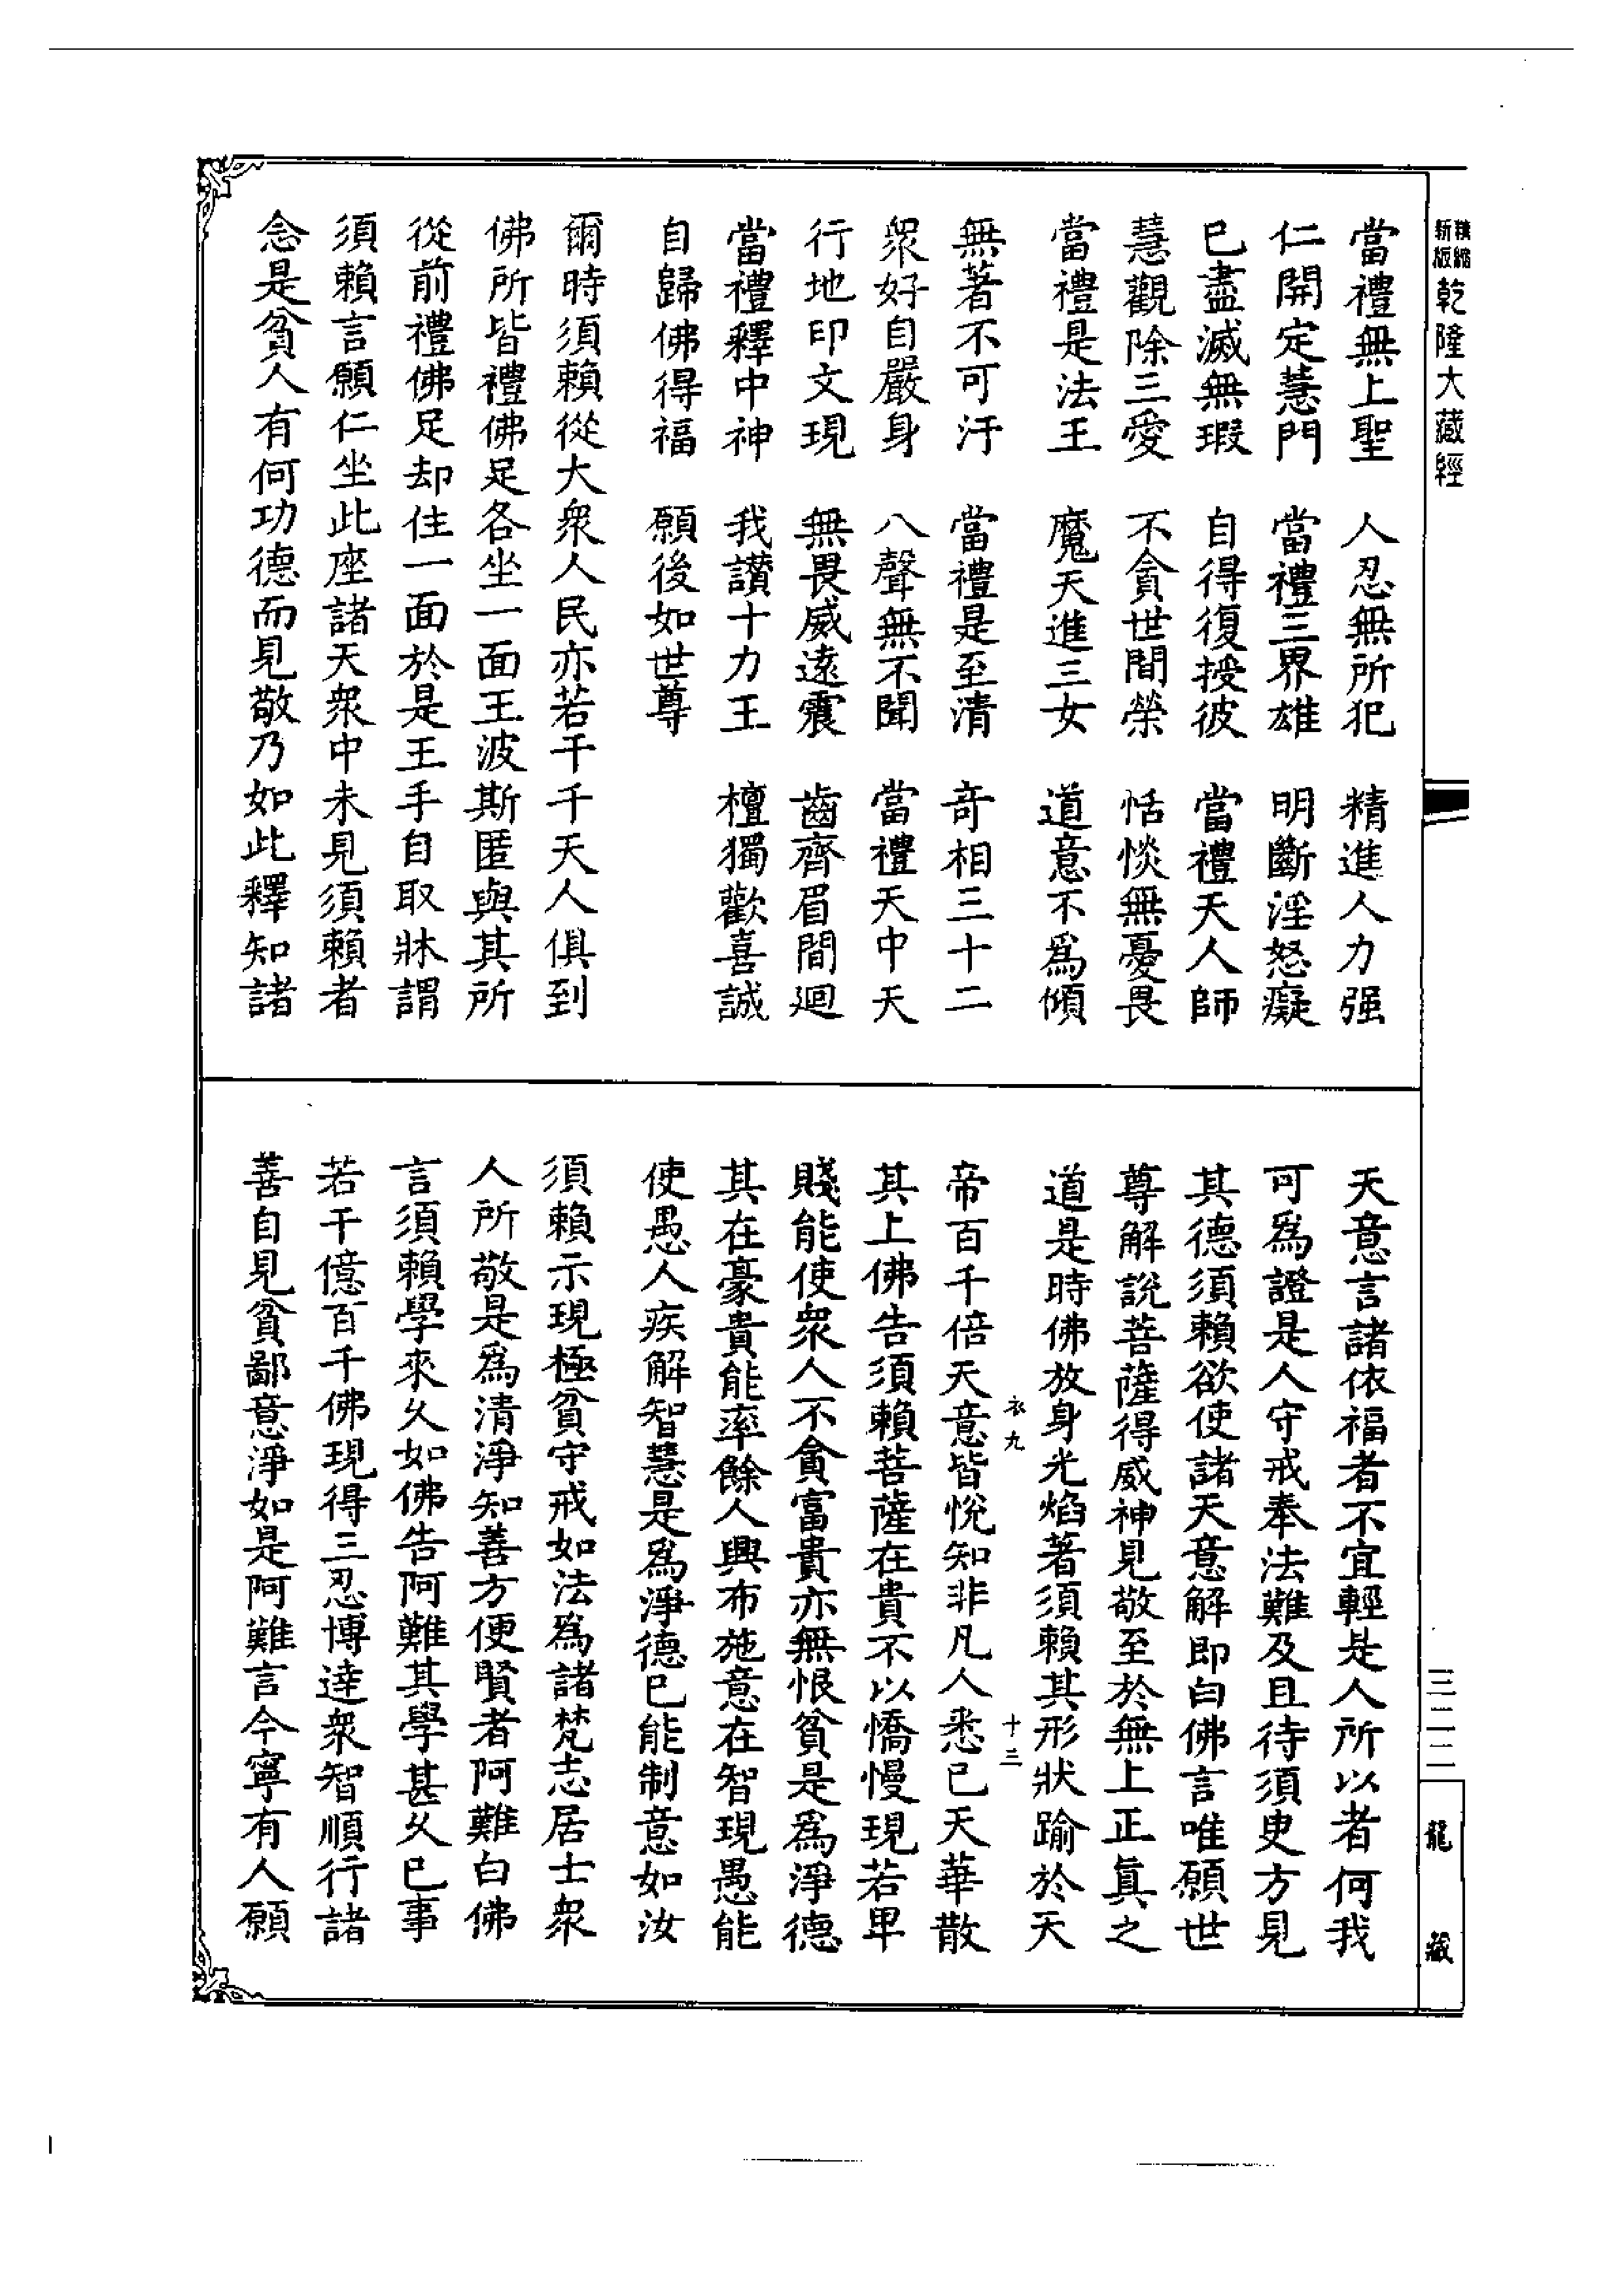 新版
精縮
乾隆大藏經
當禮無上聖　人忍無所犯　精進人力强
仁開定慧門　當禮三界雄　明斷淫怒癡
已盡滅無瑕　自得復授彼　當禮天人師
慧觀除三愛　不貪世間榮　恬惔無憂畏
當禮是法王　魔天進三女　道意不爲傾
無著不可汙　當禮是至清　竒相三十二
衆好自嚴身　八聲無不聞　當禮天中天
行地印文現　無畏威遠震　齒齊眉間迴
當禮釋中神　我讃十力王　檀獨歡喜誠
自歸佛得福　願後如世尊
爾時須賴從大衆人民亦若干千天人俱到
佛所皆禮佛足各坐一面王波斯匿與其所
從前禮佛足却住一面於是王手自取牀謂
須賴言願仁坐此座諸天衆中未見須賴者
念是貧人有何功德而見敬乃如此釋知諸
天意言諸依福者不宜輕是人所以者何我
可爲證是人守戒奉法難及且待須臾方見
其德須賴欲使諸天意解即白佛言唯願世
尊解說菩薩得威神見敬至於無上正真之
道是時佛放身光焰著須賴其形狀踰於天
衣九
十三
帝百千倍天意皆悅知非凡人悉已天華散
其上佛告須賴菩薩在貴不以憍慢現若卑
賤能使衆人不貪富貴亦無恨貧是爲淨德
其在豪貴能率餘人興布施意在智現愚能
使愚人疾解智慧是爲淨德已能制意如汝
須賴示現極貧守戒如法爲諸梵志居士衆
人所敬是爲清淨知善方便賢者阿難白佛
言須賴學來久如佛告阿難其學甚久已事
若干億百千佛現得三忍博達衆智順行諸
善自見貧鄙意淨如是阿難言今寧有人願
三二二
龍
藏